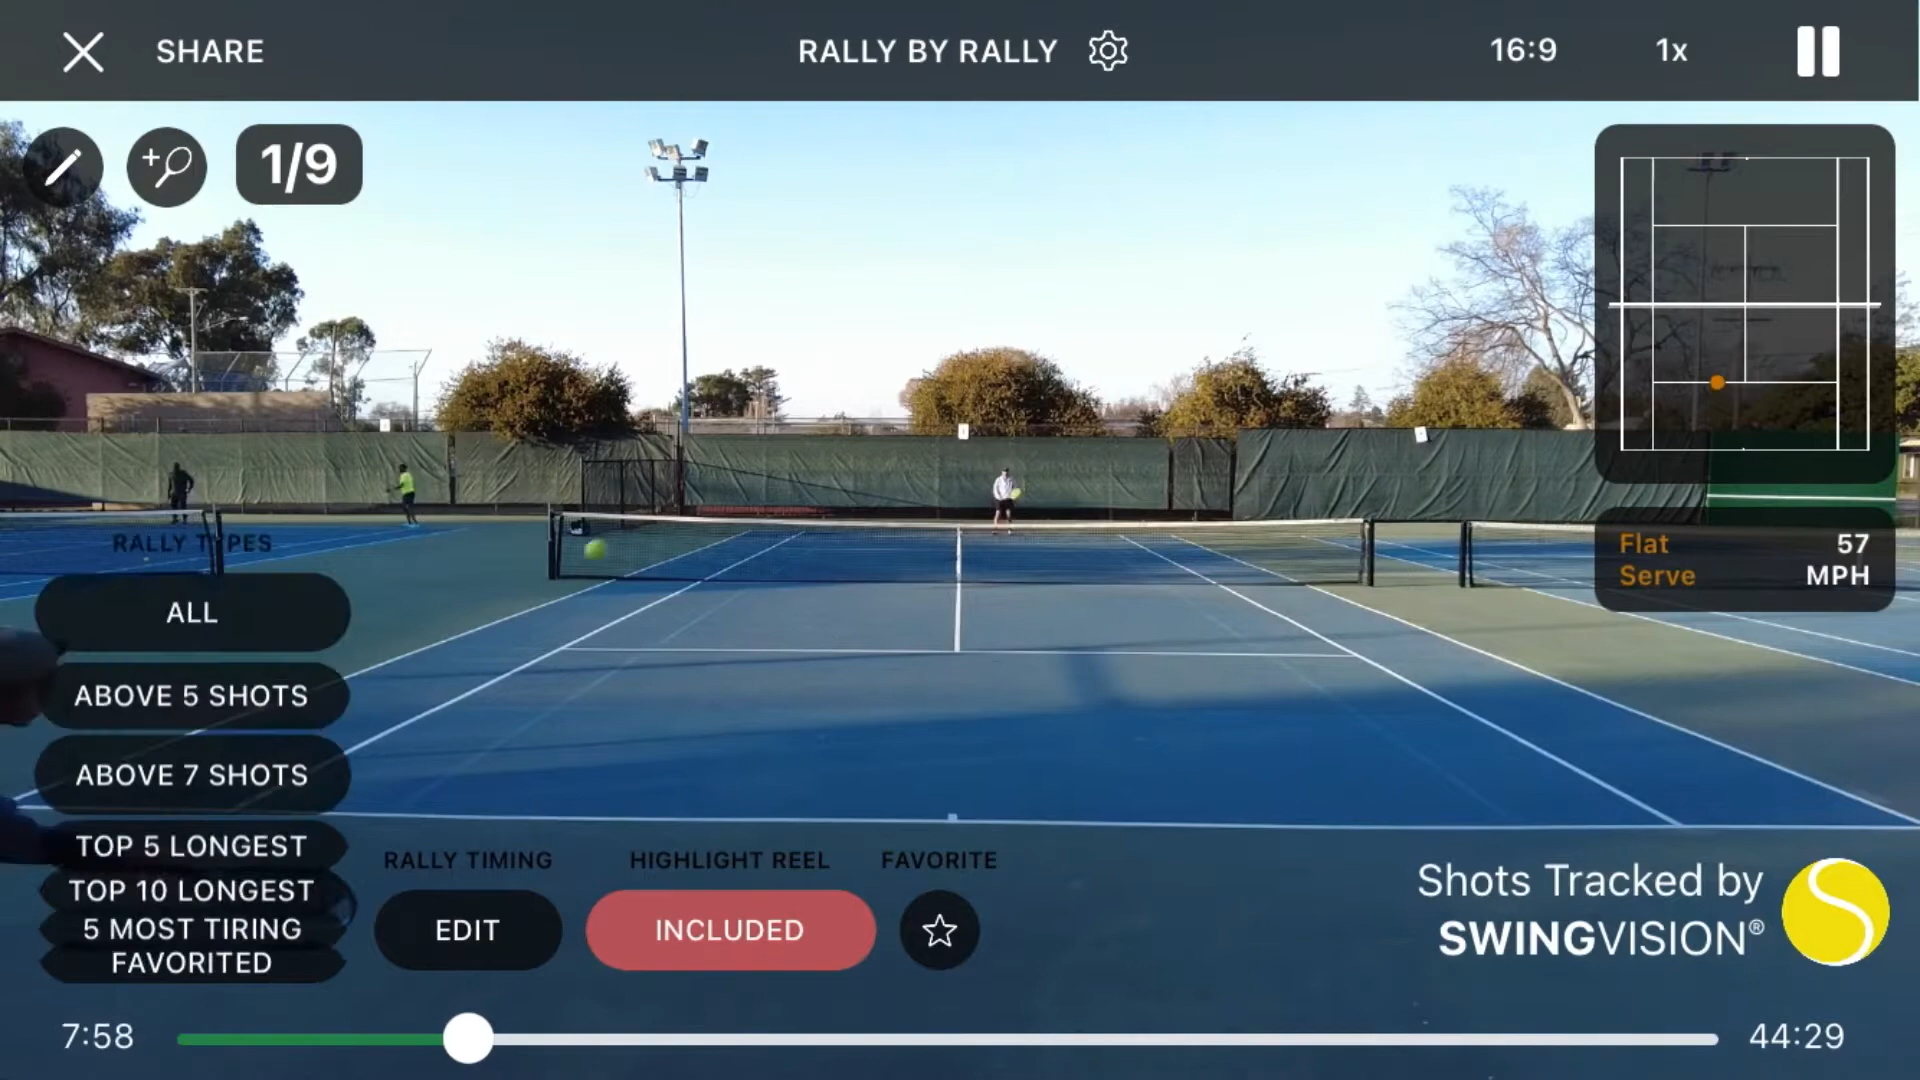 SHARE
RALLY BY RALLY
16:9
1x
1/9
Flat
Serve
57
MPH
RALLY TYPES
ALL
ABOVE 5 SHOTS
ABOVE 7 SHOTS
TOP 5 LONGEST
TOP 10 LONGEST
5 MOST TIRING
FAVORITED
RALLY TIMING
EDIT
HIGHLIGHT REEL
INCLUDED
FAVORITE
Shots Tracked by
SWINGVISION®
7:58
44:29